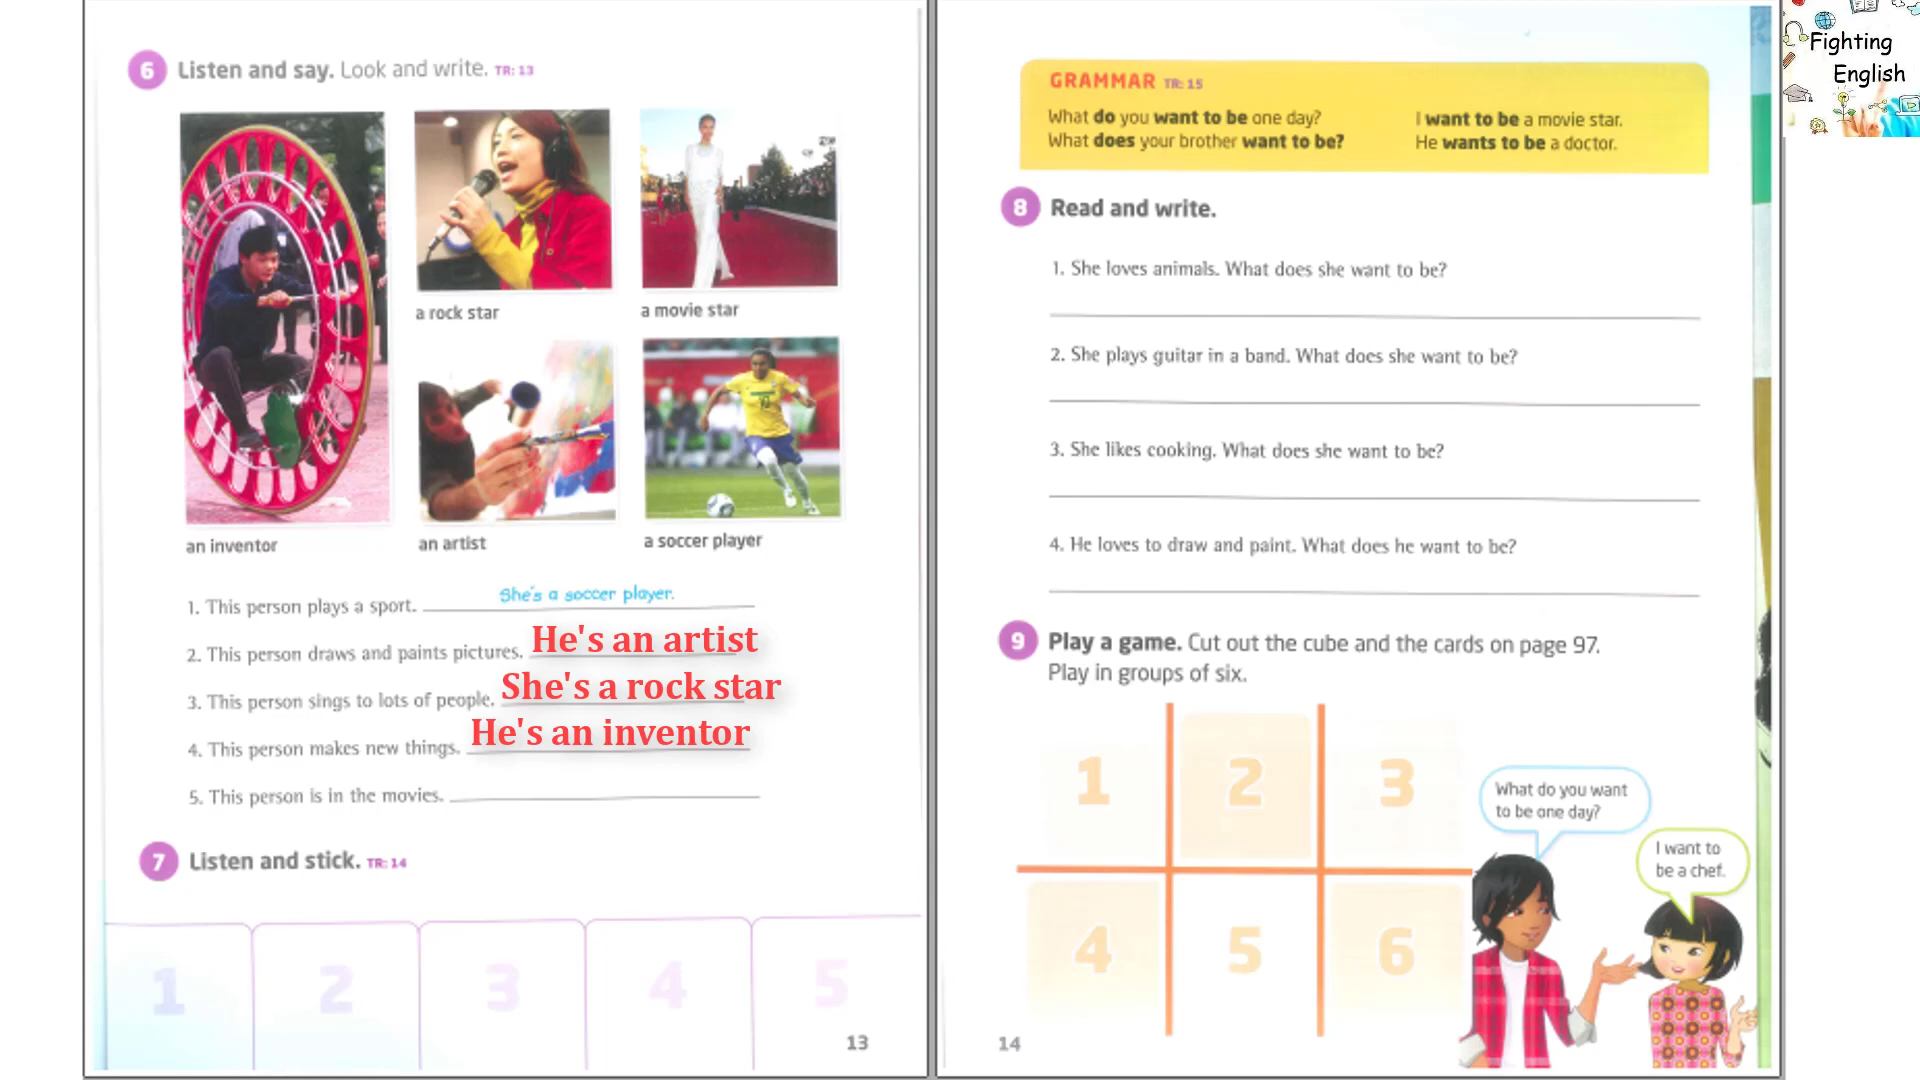 6 Listen and say. Look and write. TR: 13
a rock star
a movie star
an inventor
an artist
a soccer player
1. This person plays a sport. She's a soccer player.
2. This person draws and paints pictures. He's an artist
3. This person sings to lots of people. She's a rock star
4. This person makes new things. He's an inventor
5. This person is in the movies.
7 Listen and stick. TR: 14
1 2 3 4 5
13
GRAMMAR TR: 15
What do you want to be one day? I want to be a movie star.
What does your brother want to be? He wants to be a doctor.
8 Read and write.
1. She loves animals. What does she want to be?
2. She plays guitar in a band. What does she want to be?
3. She likes cooking. What does she want to be?
4. He loves to draw and paint. What does he want to be?
9 Play a game. Cut out the cube and the cards on page 97.
Play in groups of six.
1 2 3
4 5 6
What do you want
to be one day?
I want to
be a chef.
14
Fighting
English